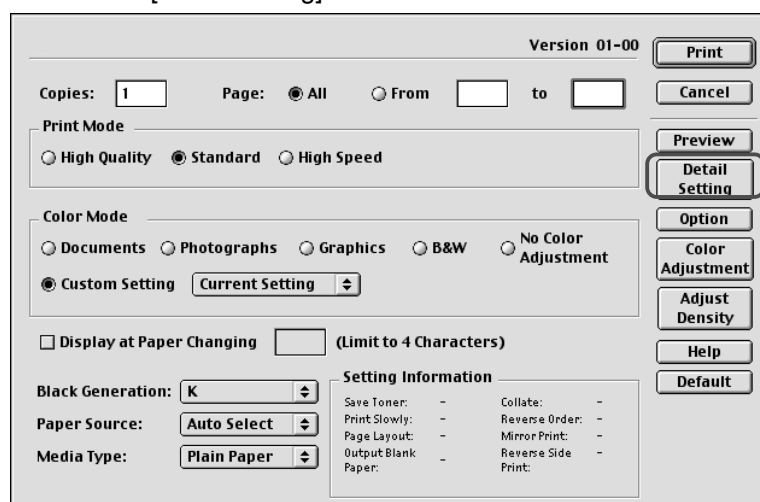 Version 01-00
Print
Copies: 1 Page: All From to
Cancel
Print Mode
High Quality Standard High Speed
Preview
Detail
Setting
Color Mode
Documents Photographs Graphics B&W No Color
Adjustment
Custom Setting Current Setting
Option
Color
Adjustment
Adjust
Density
Display at Paper Changing (Limit to 4 Characters)
Help
Default
Black Generation: K
Paper Source: Auto Select
Media Type: Plain Paper
Setting Information
Save Toner: - Collate: -
Print Slowly: - Reverse Order: -
Page Layout: - Mirror Print: -
Output Blank - Reverse Side -
Paper: Print: